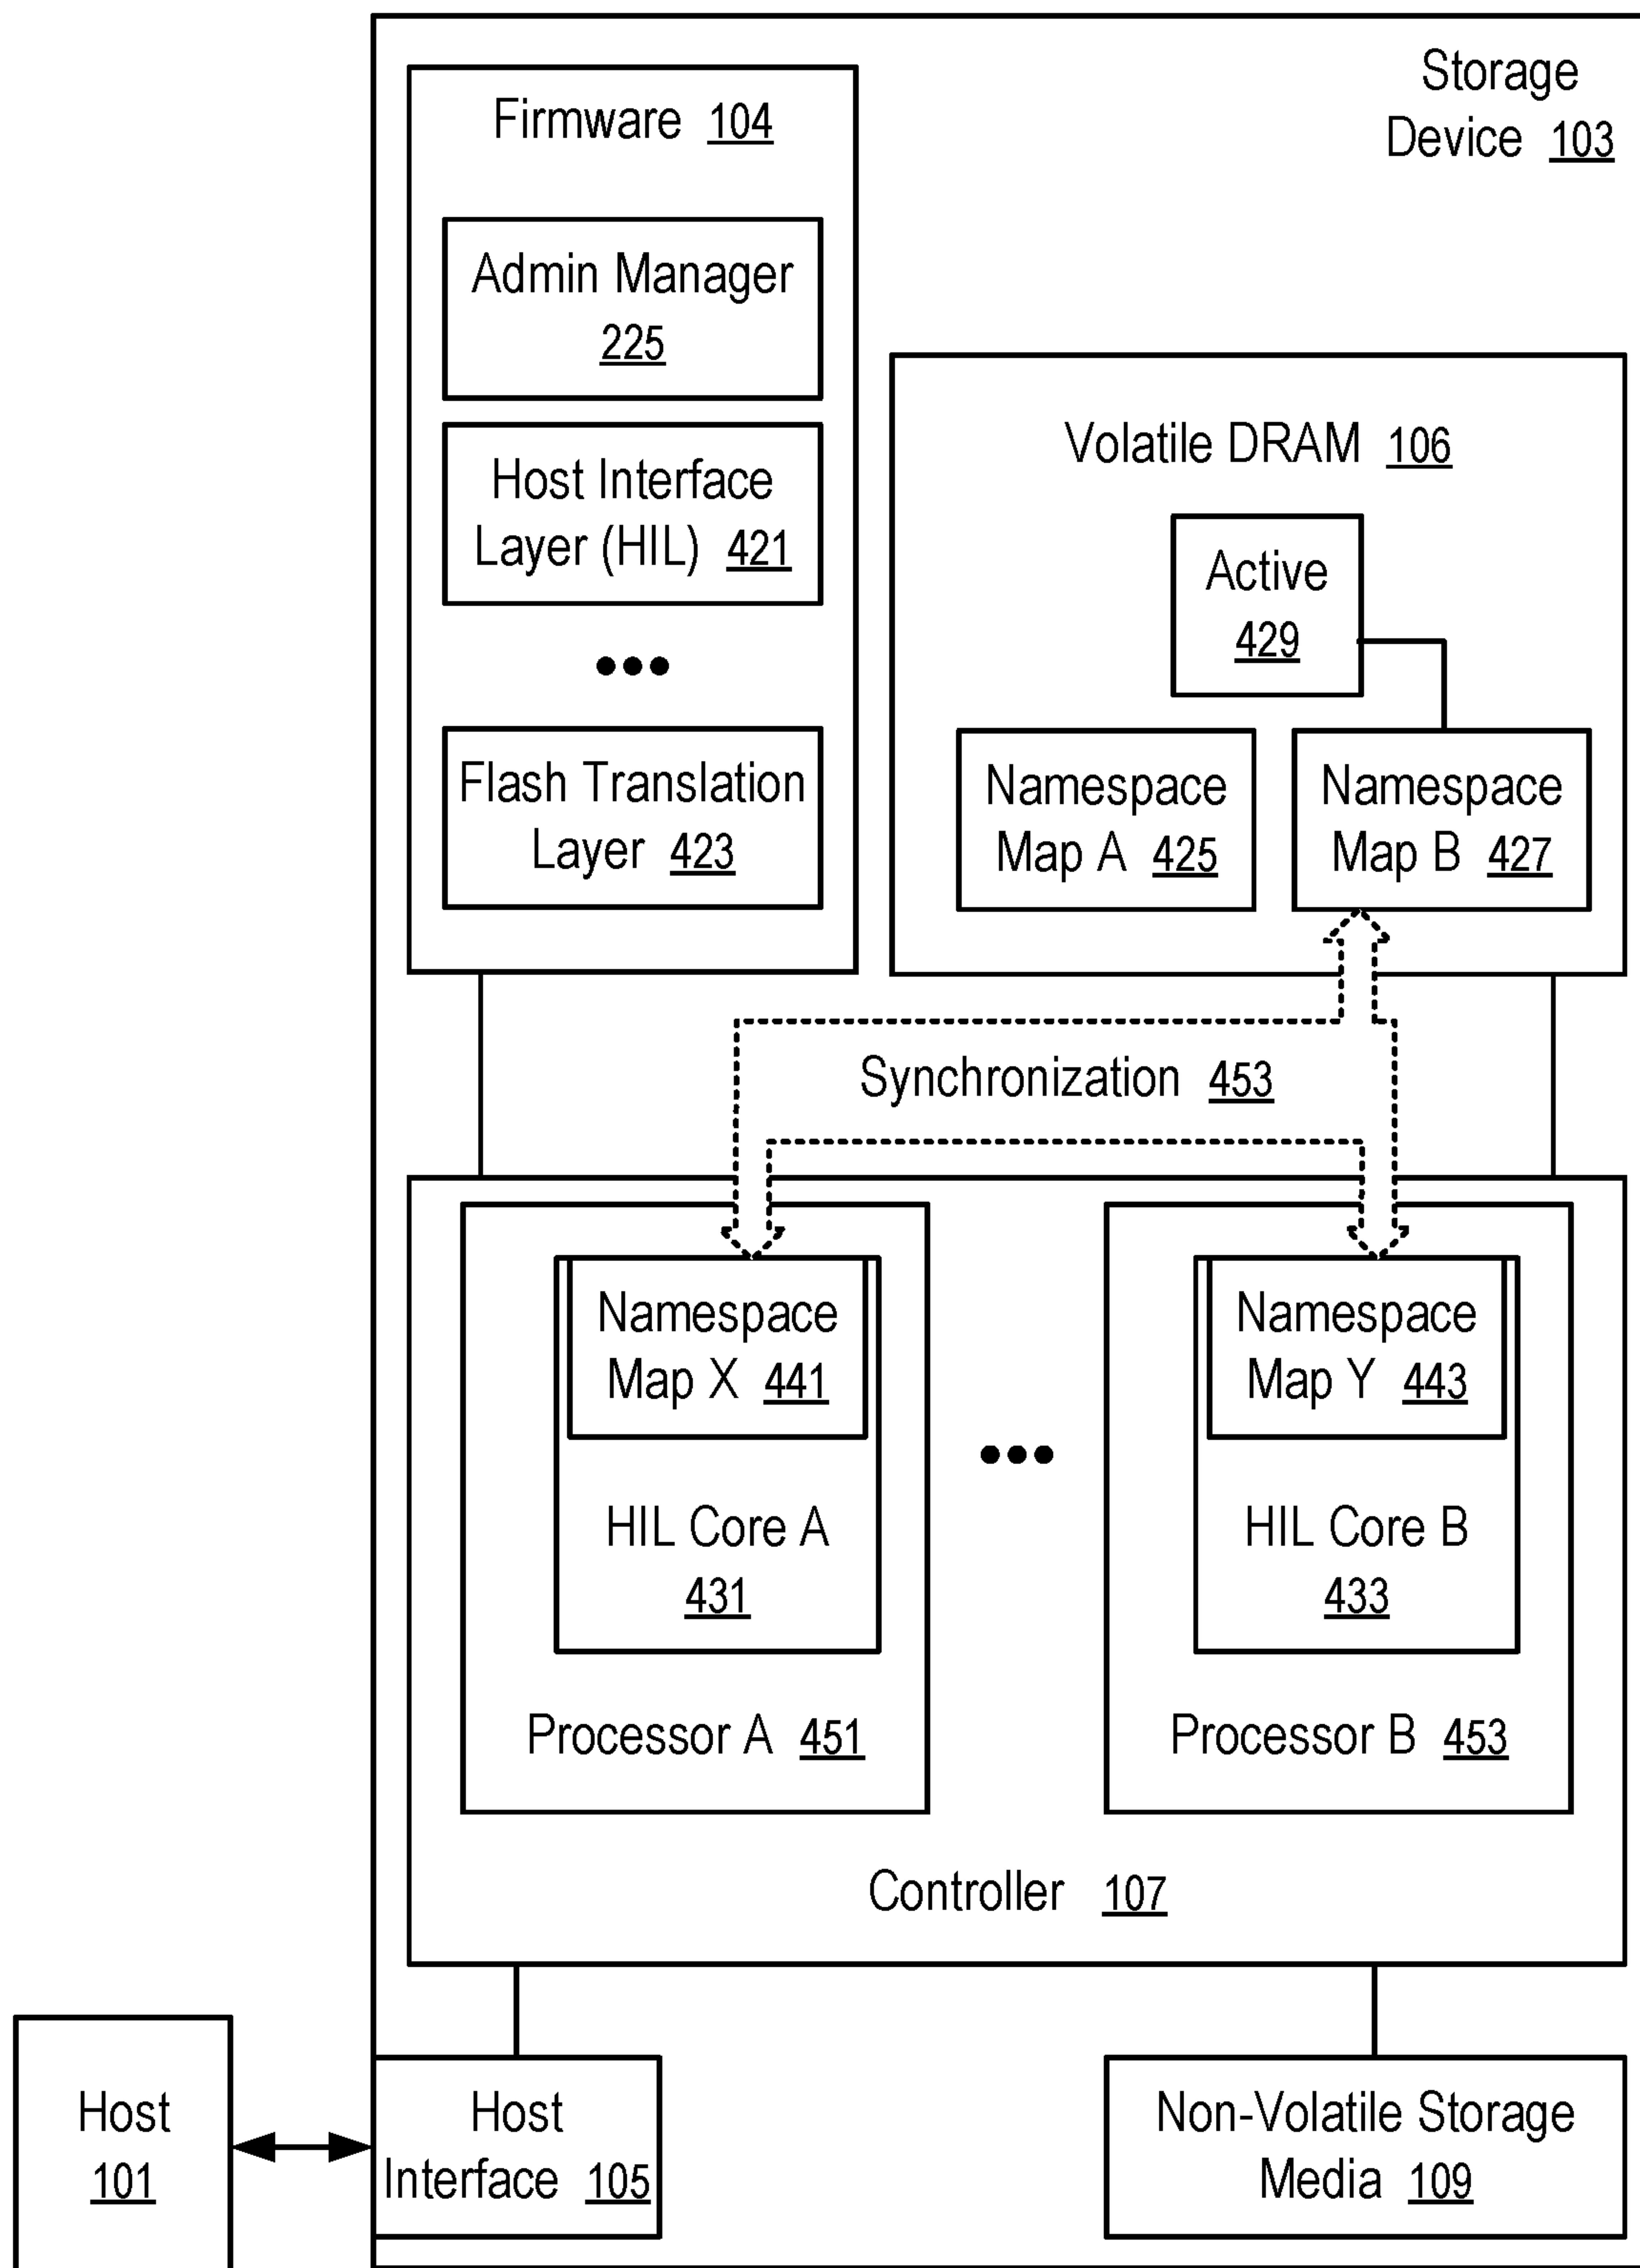 Storage
Device 103
Firmware 104
Admin Manager
225
Host Interface
Layer (HIL) 421
•••
Flash Translation
Layer 423
Volatile DRAM 106
Active
429
Namespace
Map A 425
Namespace
Map B 427
Synchronization 453
Namespace
Map X 441
HIL Core A
431
Processor A 451
•••
Namespace
Map Y 443
HIL Core B
433
Processor B 453
Controller 107
Host
101
Host
Interface 105
Non-Volatile Storage
Media 109